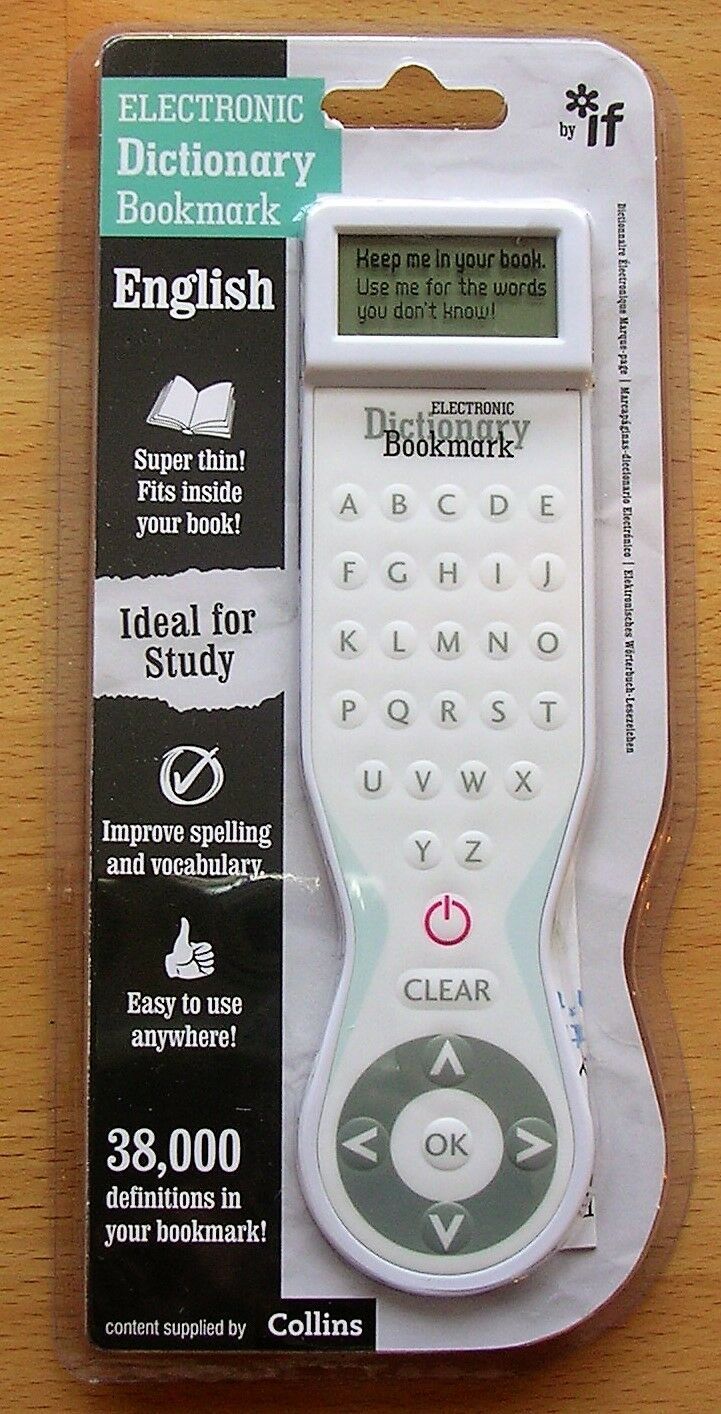 ELECTRONIC
Dictionary
Bookmark
by if
English
Super thin!
Fits inside
your book!
Ideal for
Study
Improve spelling
and vocabulary.
Easy to use
anywhere!
38,000
definitions in
your bookmark!
content supplied by Collins
Keep me in your book.
Use me for the words
you don't know!
ELECTRONIC
Dictionary
Bookmark
A B C D E
F G H I J
K L M N O
P Q R S T
U V W X
Y Z
CLEAR
OK
Dictionnaire Électronique Marque-page | Marcapáginas-diccionario Electrónico | Elektronisches Wörterbuch-Lesezeichen